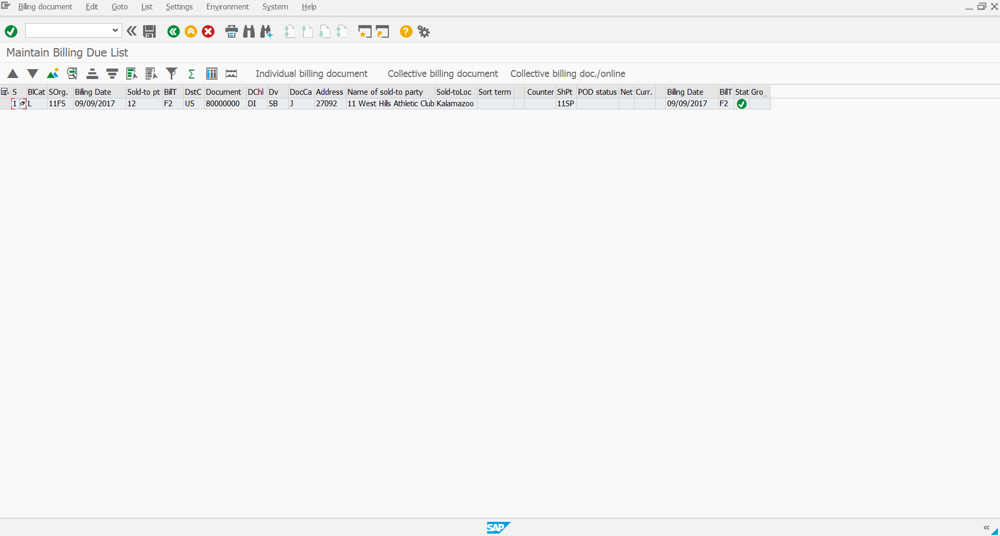 Billing document Edit Goto List Settings Environment System Help
Maintain Billing Due List
Individual billing document Collective billing document Collective billing doc./online
S BlCat SOrg. Billing Date Sold-to pt BillT DstC Document DChl Dv DocCa Address Name of sold-to party Sold-toLoc Sort term Counter ShPt POD status Net Curr. Billing Date BillT Stat Gro...
1 L 11FS 09/09/2017 12 F2 US 80000000 DI SB J 27092 11 West Hills Athletic Club Kalamazoo 11SP 09/09/2017 F2
SAP